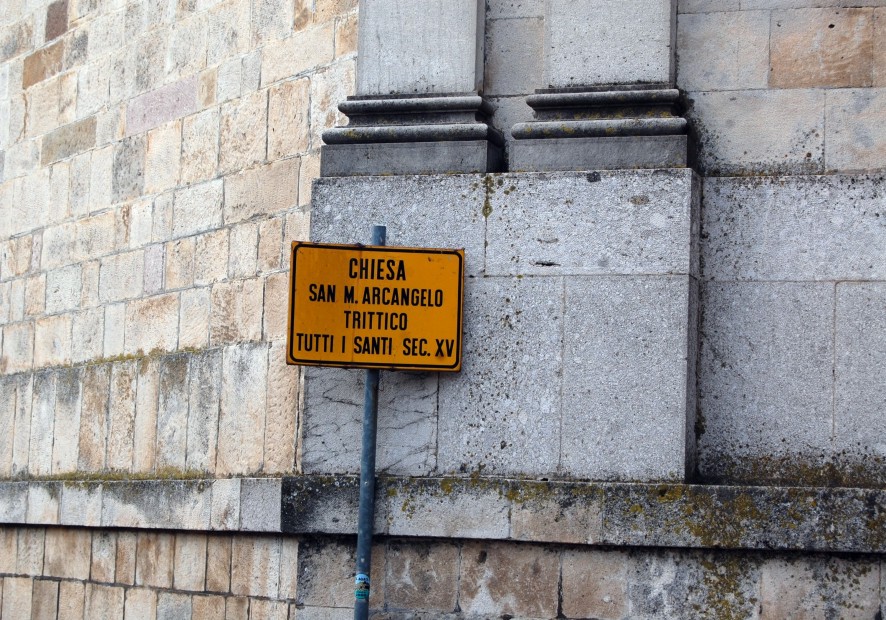 CHIESA
SAN M. ARCANGELO
TRITTICO
TUTTI I SANTI SEC. XV